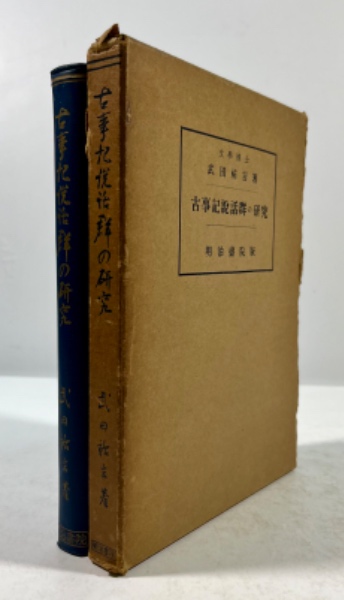 古事記説話群の研究
武田祐吉著
古事記説話群の研究
武田祐吉著
文學博士
武田祐吉著
古事記說話群の研究
明治書院版